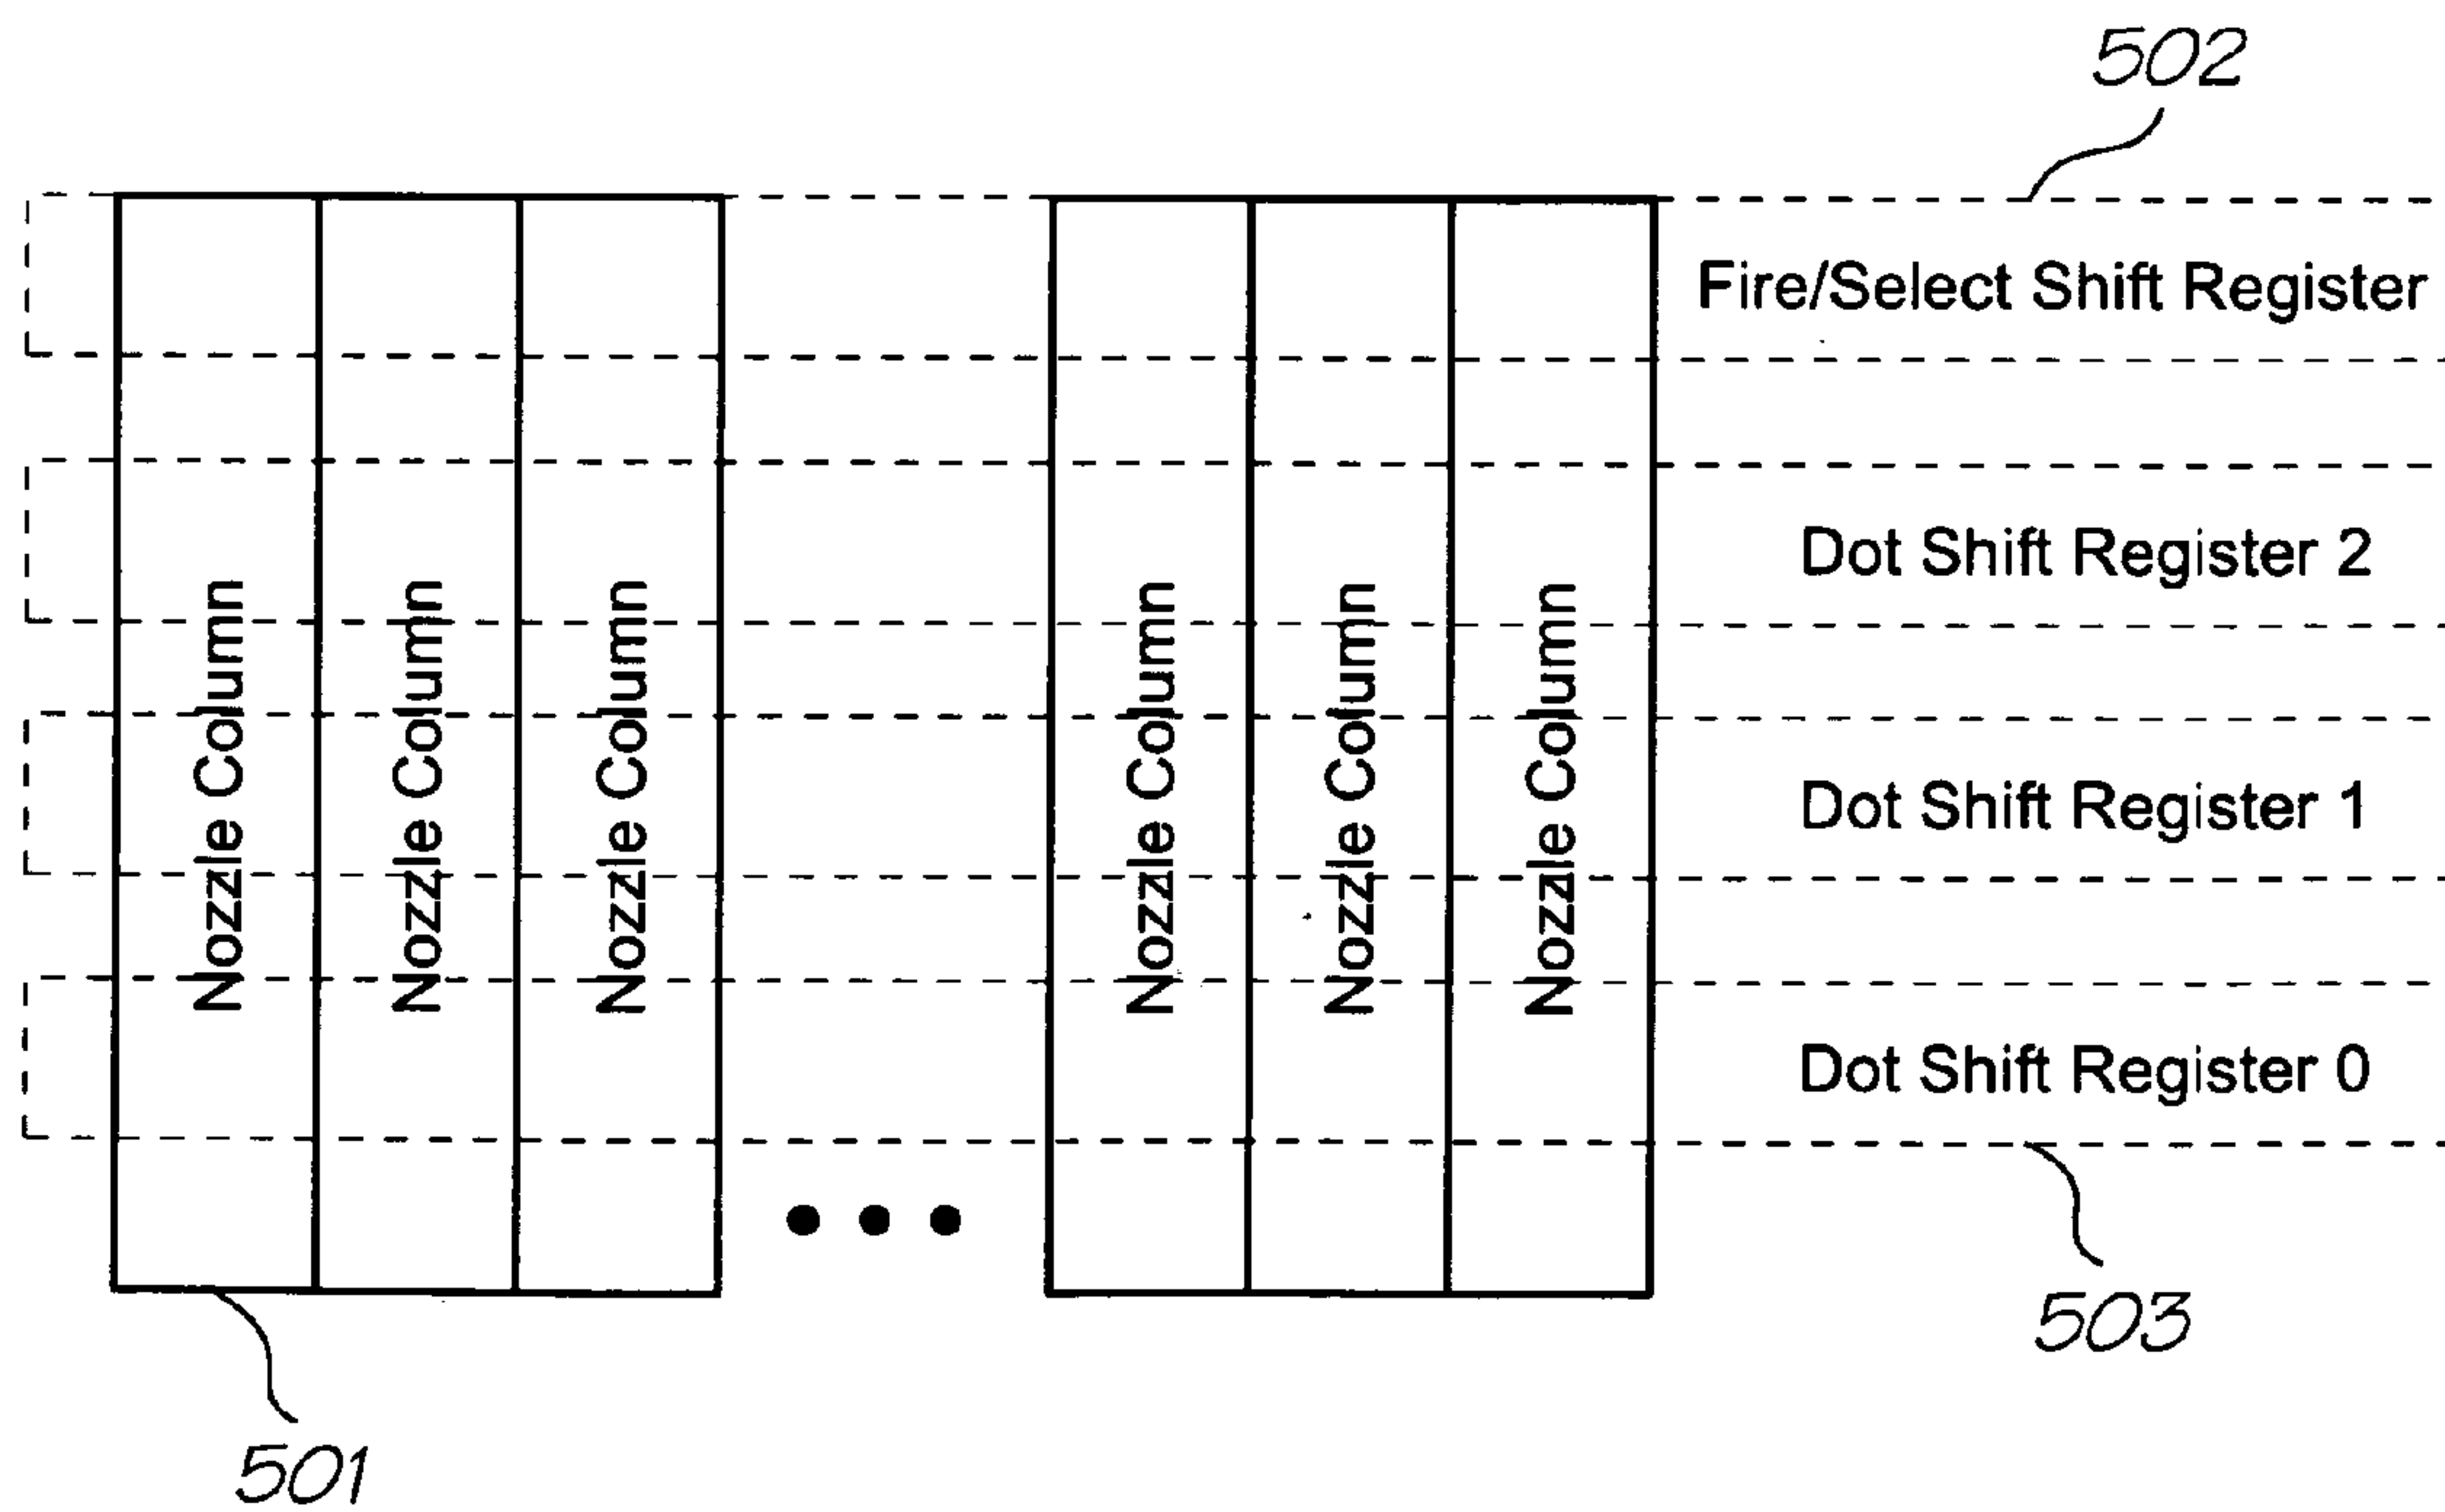 502
Fire/Select Shift Register
Dot Shift Register 2
Nozzle Column
Nozzle Column
Nozzle Column
Nozzle Column
Nozzle Column
Nozzle Column
Dot Shift Register 1
Dot Shift Register 0
503
501